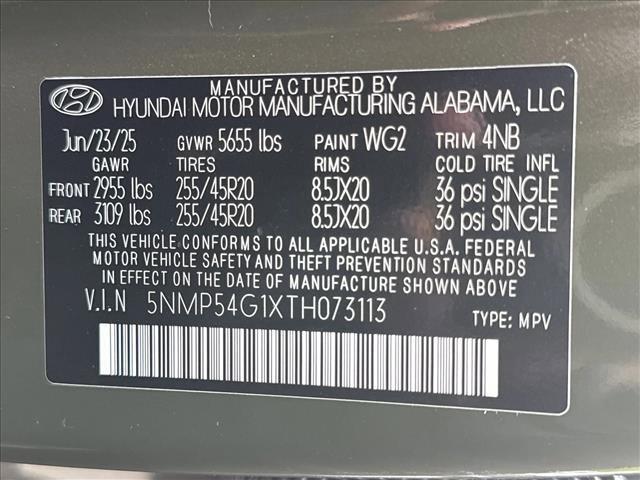 MANUFACTURED BY
HYUNDAI MOTOR MANUFACTURING ALABAMA, LLC
Jun/23/25 GVWR 5655 lbs PAINT WG2 TRIM 4NB
GAWR TIRES RIMS COLD TIRE INFL
FRONT 2955 lbs 255/45R20 8.5JX20 36 psi SINGLE
REAR 3109 lbs 255/45R20 8.5JX20 36 psi SINGLE
THIS VEHICLE CONFORMS TO ALL APPLICABLE U.S.A. FEDERAL
MOTOR VEHICLE SAFETY AND THEFT PREVENTION STANDARDS
IN EFFECT ON THE DATE OF MANUFACTURE SHOWN ABOVE
V.I.N 5NMP54G1XTH073113 TYPE: MPV